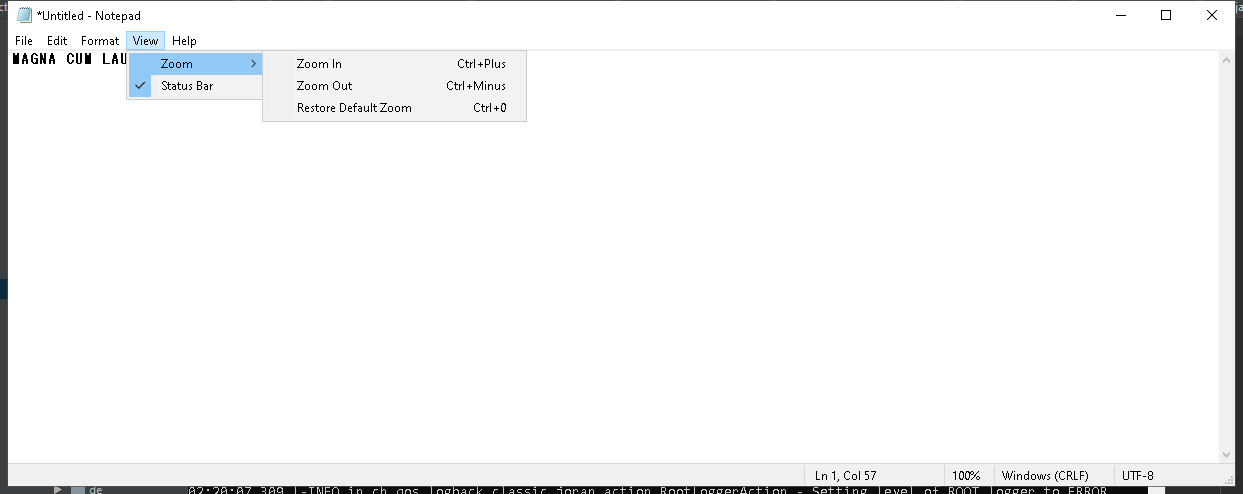 *Untitled - Notepad
File Edit Format View Help
MAGNA CUM LAU
Zoom
Status Bar
Zoom In Ctrl+Plus
Zoom Out Ctrl+Minus
Restore Default Zoom Ctrl+0
Ln 1, Col 57 100% Windows (CRLF) UTF-8
de 02:20:07,309 |-INFO in ch.qos.logback.classic.joran.action.RootLoggerAction - Setting level of ROOT logger to ERROR